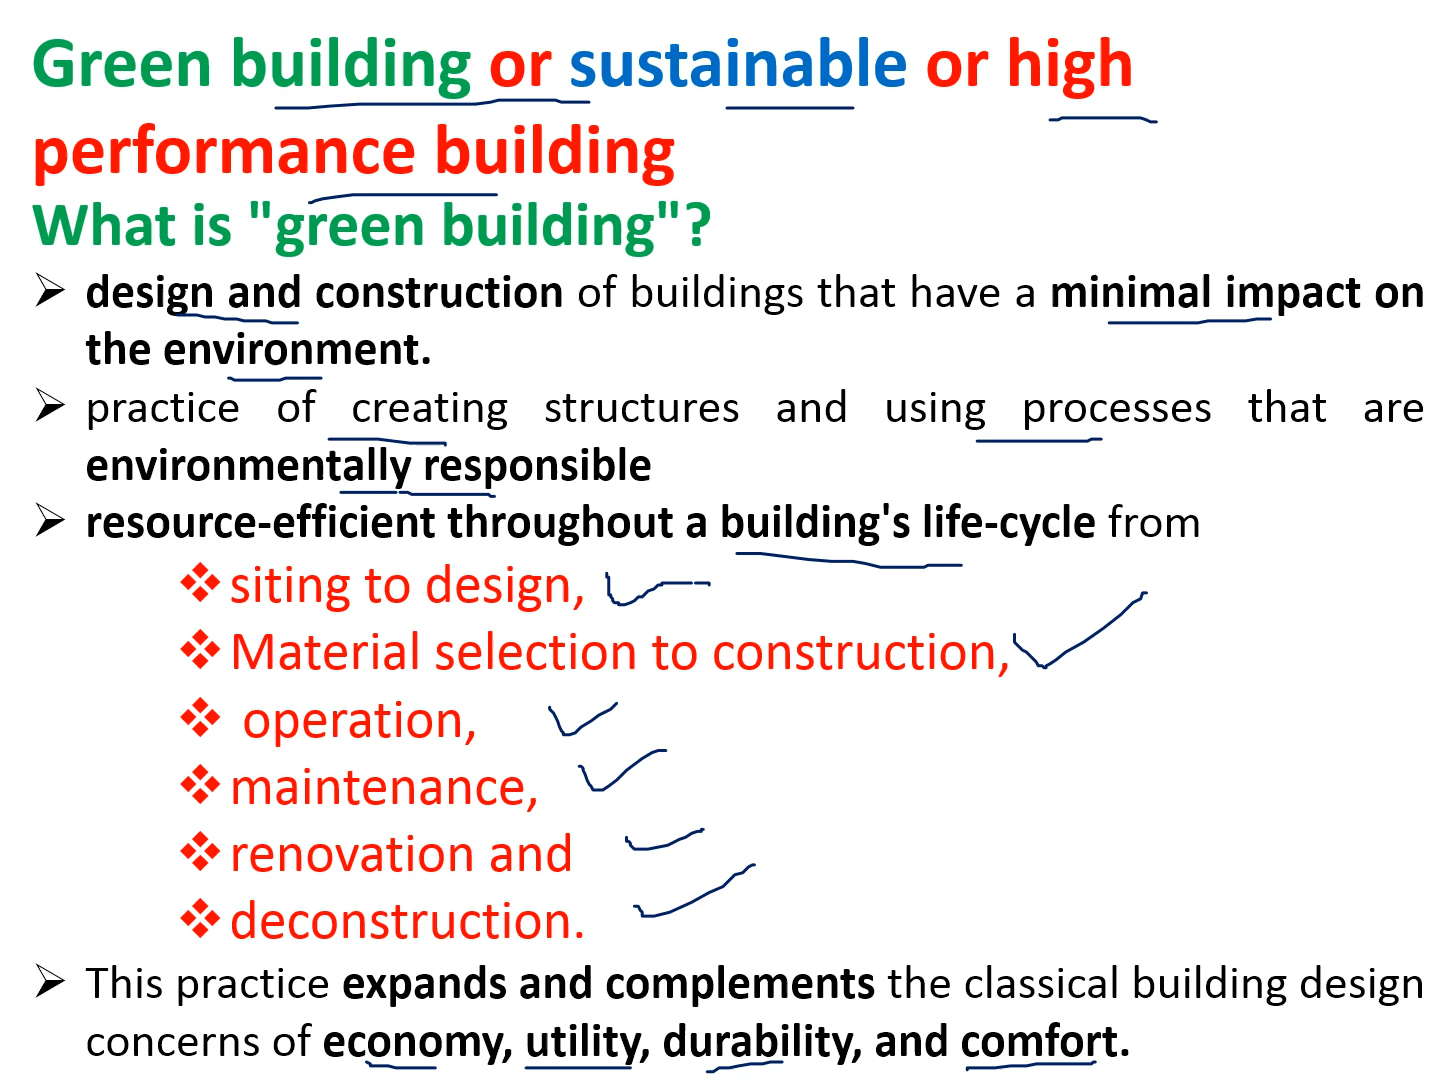 Green building or sustainable or high
performance building
What is "green building"?
➢ design and construction of buildings that have a minimal impact on
the environment.
➢ practice of creating structures and using processes that are
environmentally responsible
➢ resource-efficient throughout a building's life-cycle from
❖ siting to design,
❖ Material selection to construction,
❖ operation,
❖ maintenance,
❖ renovation and
❖ deconstruction.
➢ This practice expands and complements the classical building design
concerns of economy, utility, durability, and comfort.